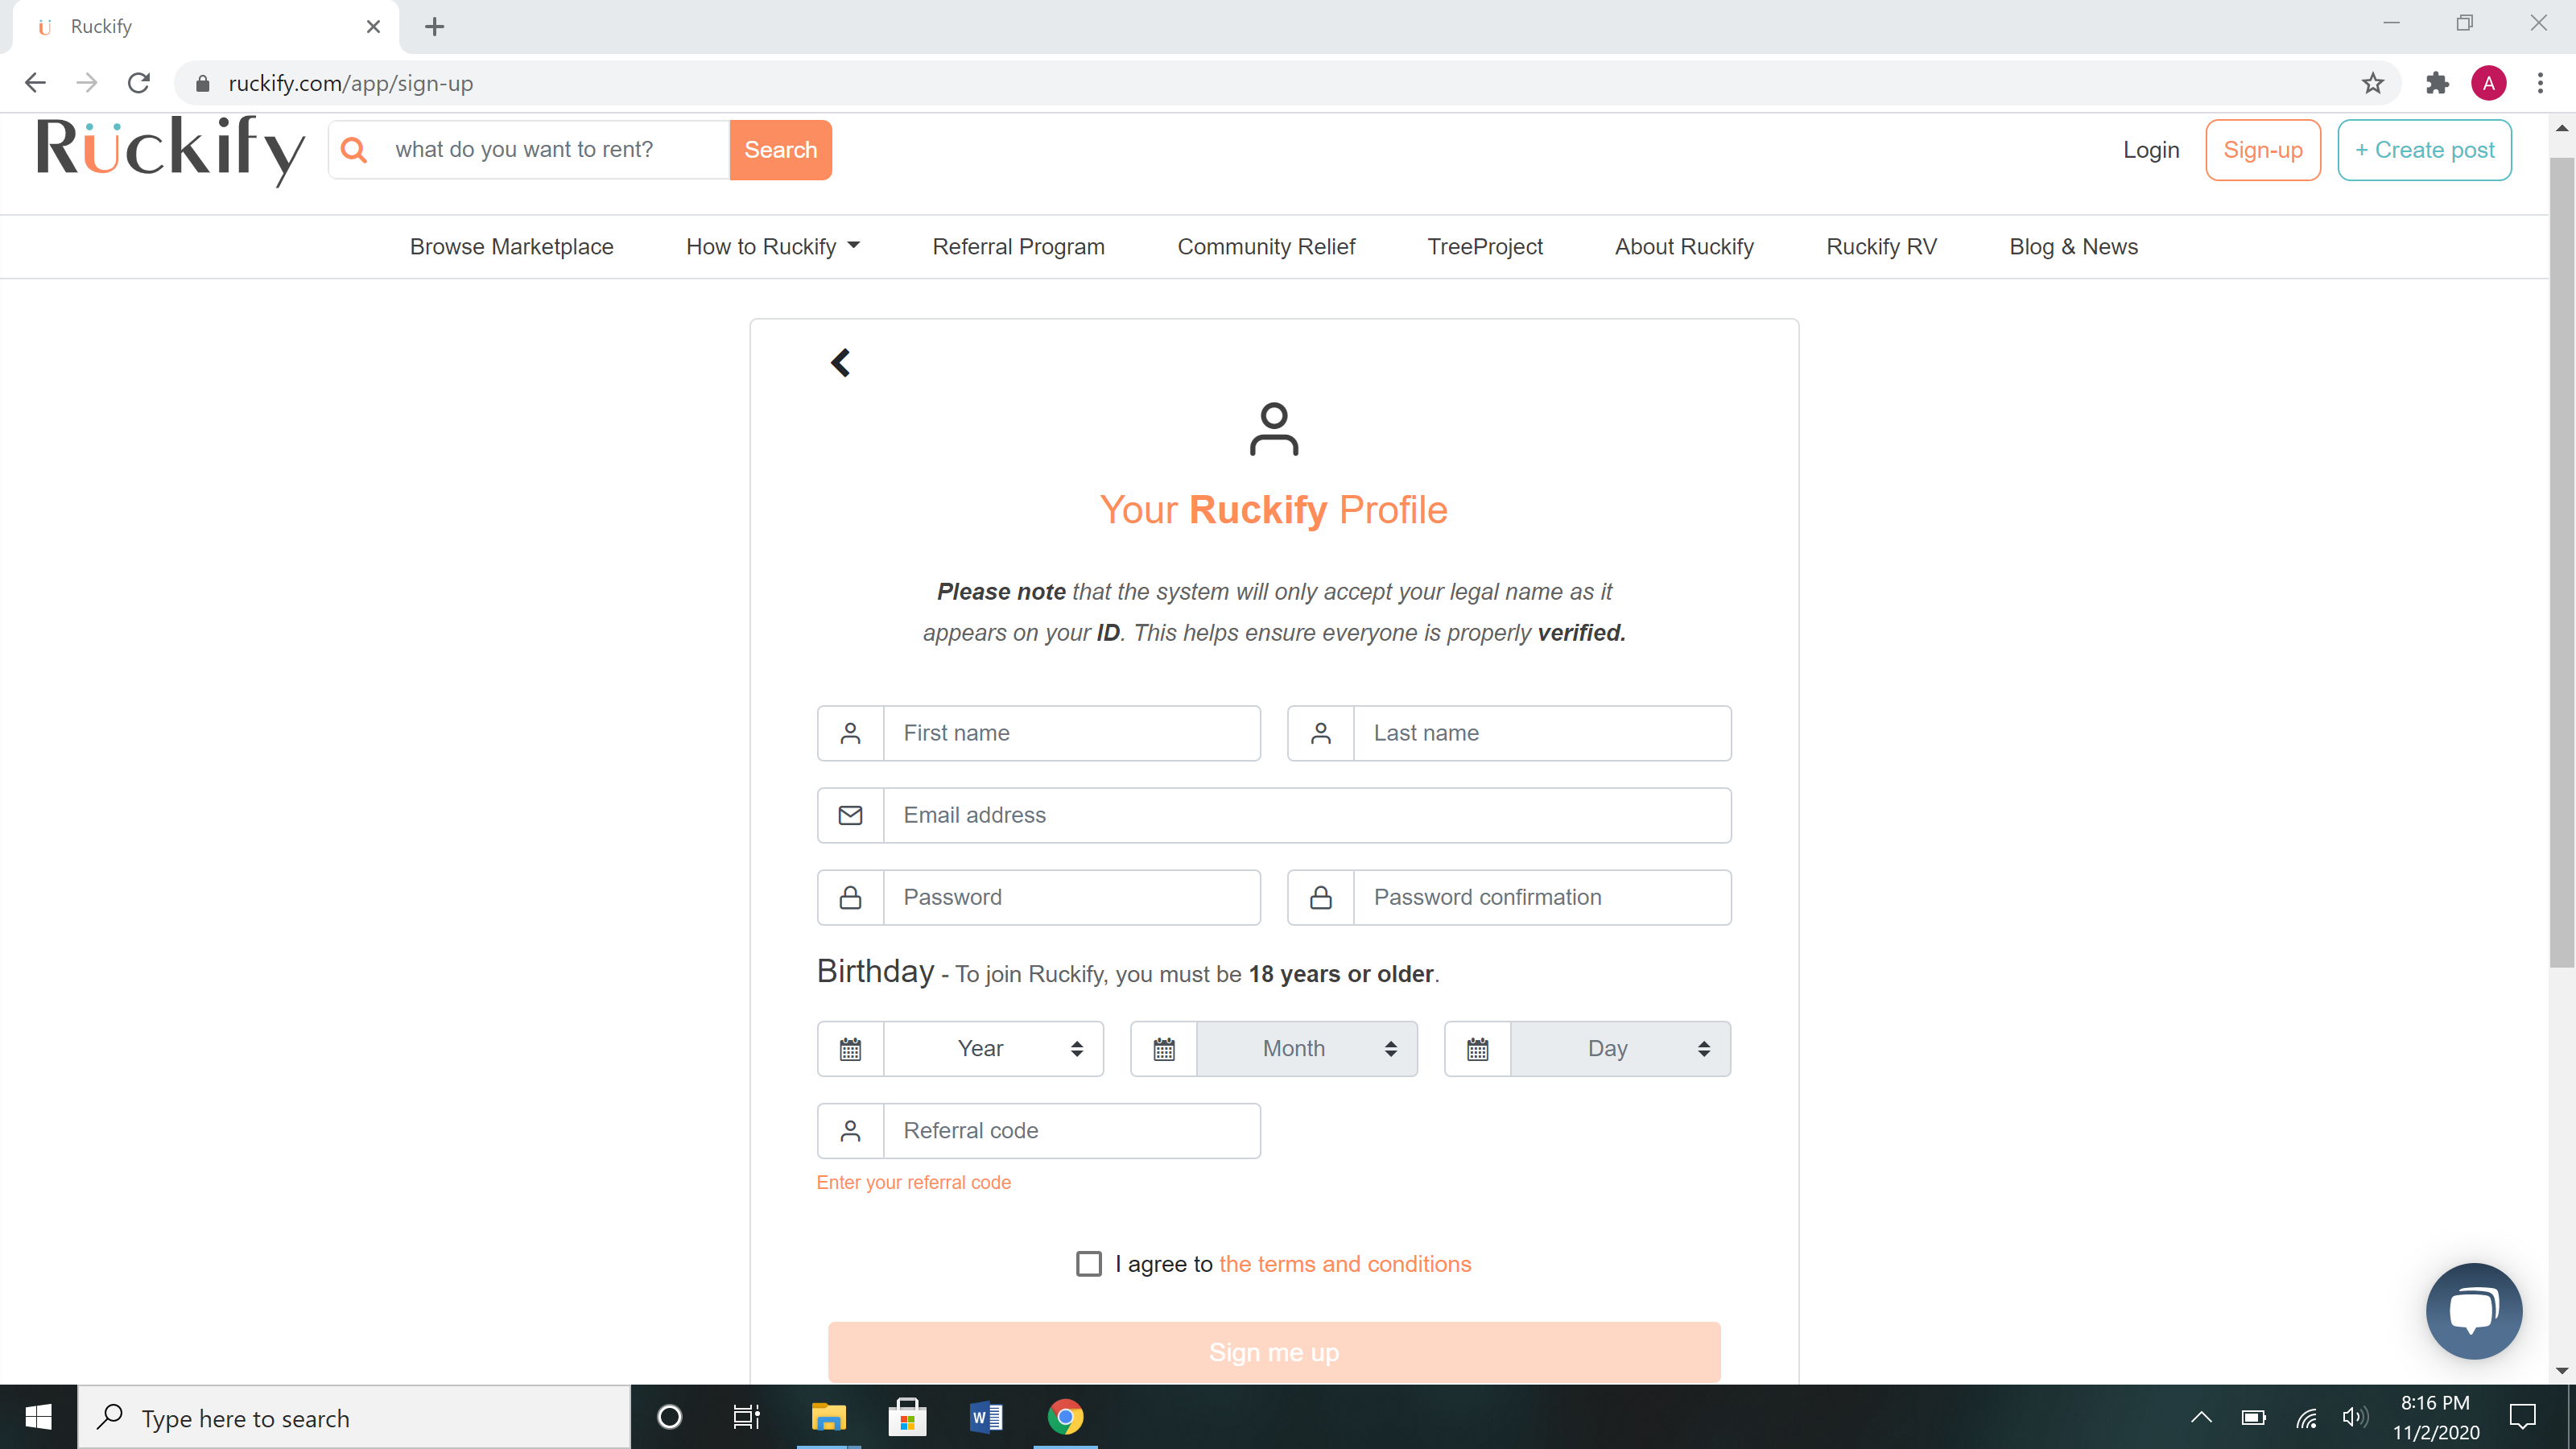 Ruckify
ruckify.com/app/sign-up
A
Ruckify
what do you want to rent?
Search
Login
Sign-up
+ Create post
Browse Marketplace
How to Ruckify
Referral Program
Community Relief
TreeProject
About Ruckify
Ruckify RV
Blog & News
Your Ruckify Profile
Please note that the system will only accept your legal name as it
appears on your ID. This helps ensure everyone is properly verified.
First name
Last name
Email address
Password
Password confirmation
Birthday - To join Ruckify, you must be 18 years or older.
Year
Month
Day
Referral code
Enter your referral code
I agree to the terms and conditions
Sign me up
Type here to search
W
8:16 PM
11/2/2020